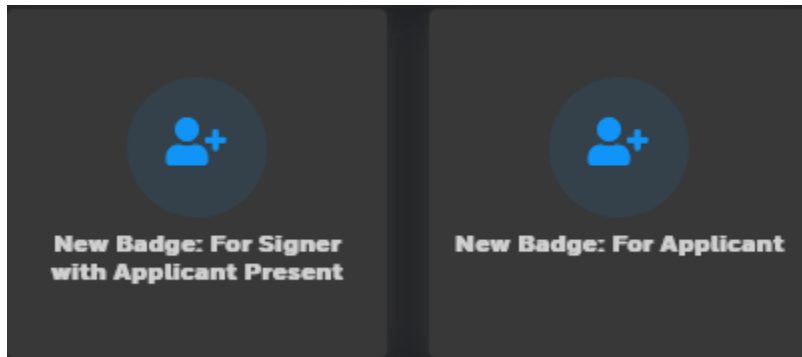 New Badge: For Signer
with Applicant Present
New Badge: For Applicant